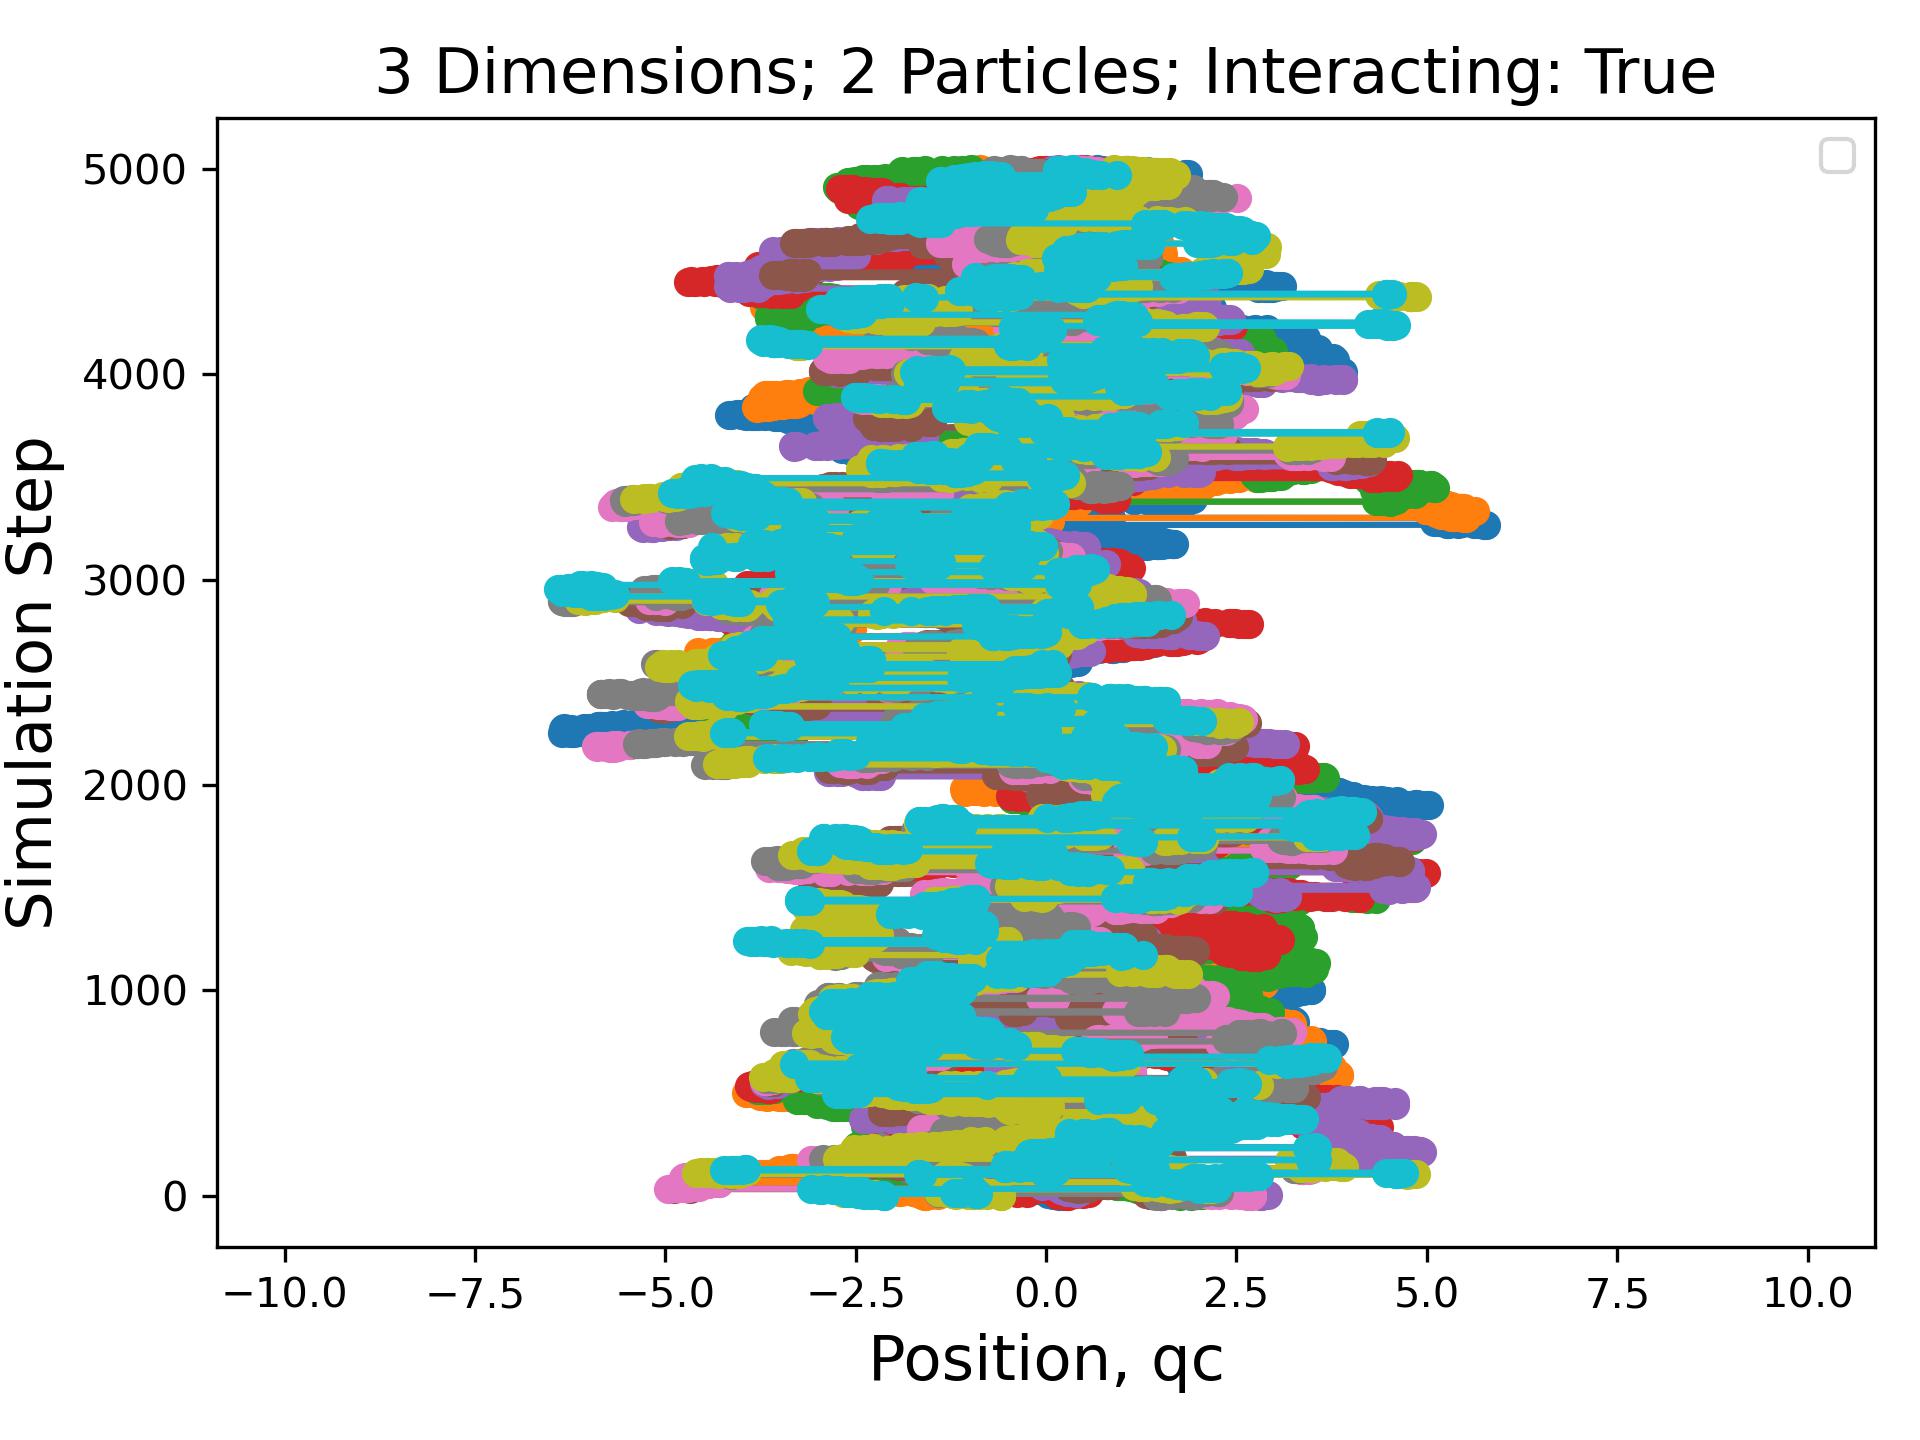 3 Dimensions; 2 Particles; Interacting: True
5000
4000
3000
2000
1000
0
Simulation Step
−10.0 −7.5 −5.0 −2.5 0.0 2.5 5.0 7.5 10.0
Position, qc